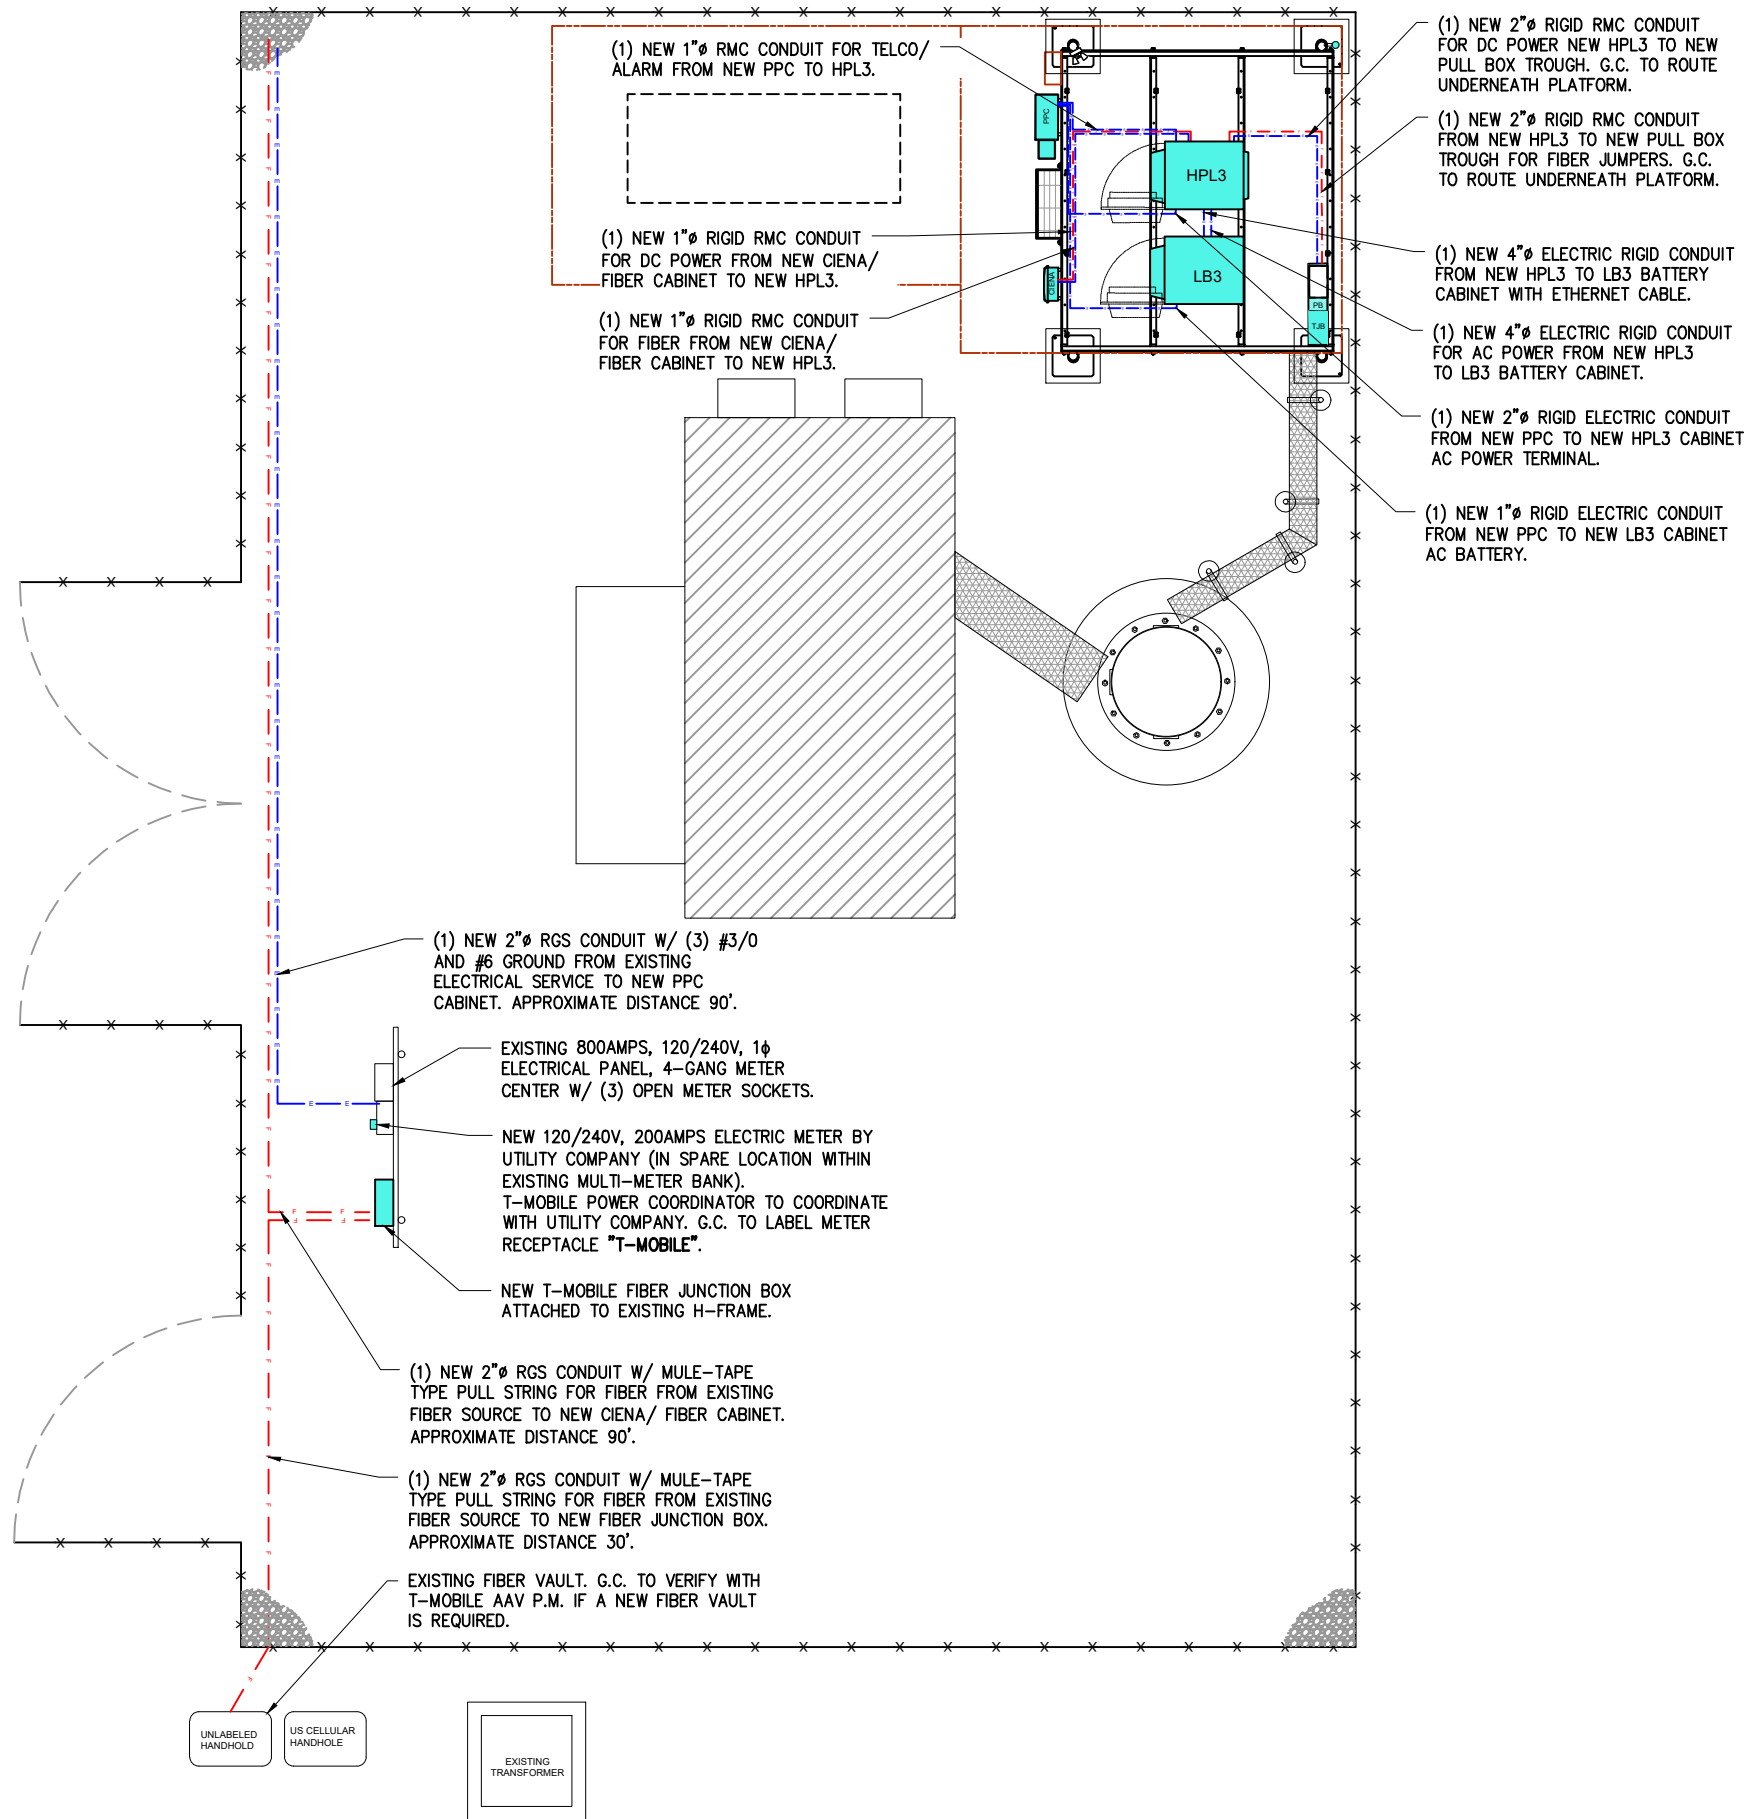 (1) NEW 1"ø RMC CONDUIT FOR TELCO/
ALARM FROM NEW PPC TO HPL3.
(1) NEW 2"ø RIGID RMC CONDUIT
FOR DC POWER NEW HPL3 TO NEW
PULL BOX TROUGH. G.C. TO ROUTE
UNDERNEATH PLATFORM.
(1) NEW 2"ø RIGID RMC CONDUIT
FROM NEW HPL3 TO NEW PULL BOX
TROUGH FOR FIBER JUMPERS. G.C.
TO ROUTE UNDERNEATH PLATFORM.
PPC
HPL3
(1) NEW 1"ø RIGID RMC CONDUIT
FOR DC POWER FROM NEW CIENA/
FIBER CABINET TO NEW HPL3.
CIENA
LB3
PB
TJB
(1) NEW 4"ø ELECTRIC RIGID CONDUIT
FROM NEW HPL3 TO LB3 BATTERY
CABINET WITH ETHERNET CABLE.
(1) NEW 1"ø RIGID RMC CONDUIT
FOR FIBER FROM NEW CIENA/
FIBER CABINET TO NEW HPL3.
(1) NEW 4"ø ELECTRIC RIGID CONDUIT
FOR AC POWER FROM NEW HPL3
TO LB3 BATTERY CABINET.
(1) NEW 2"ø RIGID ELECTRIC CONDUIT
FROM NEW PPC TO NEW HPL3 CABINET
AC POWER TERMINAL.
(1) NEW 1"ø RIGID ELECTRIC CONDUIT
FROM NEW PPC TO NEW LB3 CABINET
AC BATTERY.
(1) NEW 2"ø RGS CONDUIT W/ (3) #3/0
AND #6 GROUND FROM EXISTING
ELECTRICAL SERVICE TO NEW PPC
CABINET. APPROXIMATE DISTANCE 90'.
EXISTING 800AMPS, 120/240V, 1ϕ
ELECTRICAL PANEL, 4-GANG METER
CENTER W/ (3) OPEN METER SOCKETS.
E E
NEW 120/240V, 200AMPS ELECTRIC METER BY
UTILITY COMPANY (IN SPARE LOCATION WITHIN
EXISTING MULTI-METER BANK).
T-MOBILE POWER COORDINATOR TO COORDINATE
WITH UTILITY COMPANY. G.C. TO LABEL METER
RECEPTACLE "T-MOBILE".
F F
F F
NEW T-MOBILE FIBER JUNCTION BOX
ATTACHED TO EXISTING H-FRAME.
(1) NEW 2"ø RGS CONDUIT W/ MULE-TAPE
TYPE PULL STRING FOR FIBER FROM EXISTING
FIBER SOURCE TO NEW CIENA/ FIBER CABINET.
APPROXIMATE DISTANCE 90'.
(1) NEW 2"ø RGS CONDUIT W/ MULE-TAPE
TYPE PULL STRING FOR FIBER FROM EXISTING
FIBER SOURCE TO NEW FIBER JUNCTION BOX.
APPROXIMATE DISTANCE 30'.
EXISTING FIBER VAULT. G.C. TO VERIFY WITH
T-MOBILE AAV P.M. IF A NEW FIBER VAULT
IS REQUIRED.
UNLABELED
HANDHOLD
US CELLULAR
HANDHOLE
EXISTING
TRANSFORMER